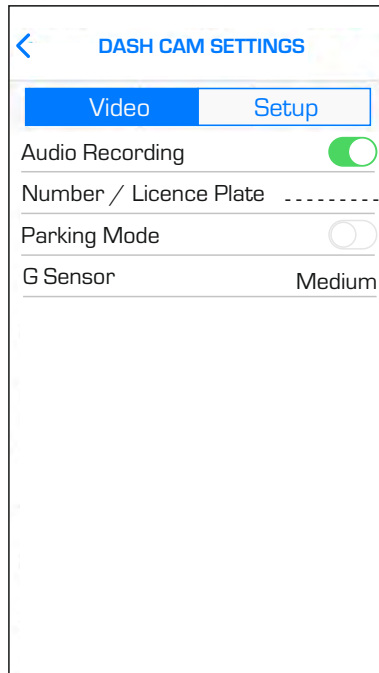 DASH CAM SETTINGS
Video Setup
Audio Recording
Number / Licence Plate ---------
Parking Mode
G Sensor Medium